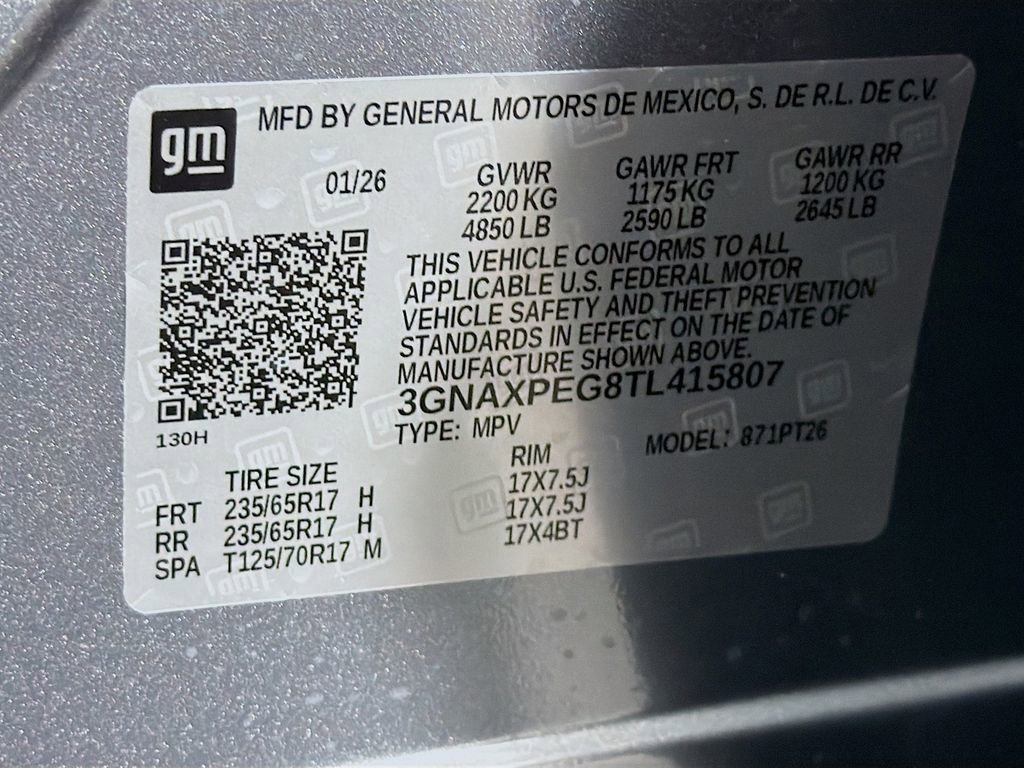 gm
MFD BY GENERAL MOTORS DE MEXICO, S. DE R.L. DE C.V.
01/26 GVWR GAWR FRT GAWR RR
2200 KG 1175 KG 1200 KG
4850 LB 2590 LB 2645 LB
THIS VEHICLE CONFORMS TO ALL
APPLICABLE U.S. FEDERAL MOTOR
VEHICLE SAFETY AND THEFT PREVENTION
STANDARDS IN EFFECT ON THE DATE OF
MANUFACTURE SHOWN ABOVE.
3GNAXPEG8TL415807
130H
TYPE: MPV MODEL: 871PT26
TIRE SIZE RIM
FRT 235/65R17 H 17X7.5J
RR 235/65R17 H 17X7.5J
SPA T125/70R17 M 17X4BT